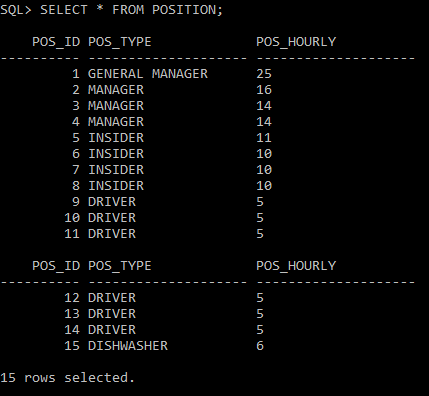 SQL> SELECT * FROM POSITION;
POS_ID POS_TYPE POS_HOURLY
---------- -------------------- --------------------
1 GENERAL MANAGER 25
2 MANAGER 16
3 MANAGER 14
4 MANAGER 14
5 INSIDER 11
6 INSIDER 10
7 INSIDER 10
8 INSIDER 10
9 DRIVER 5
10 DRIVER 5
11 DRIVER 5
POS_ID POS_TYPE POS_HOURLY
---------- -------------------- --------------------
12 DRIVER 5
13 DRIVER 5
14 DRIVER 5
15 DISHWASHER 6
15 rows selected.